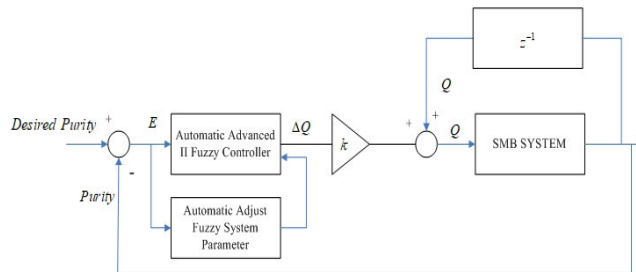 z⁻¹
Q
Desired Purity
+
E
Automatic Advanced
II Fuzzy Controller
ΔQ
k
+
+
Q
SMB SYSTEM
-
Purity
Automatic Adjust
Fuzzy System
Parameter